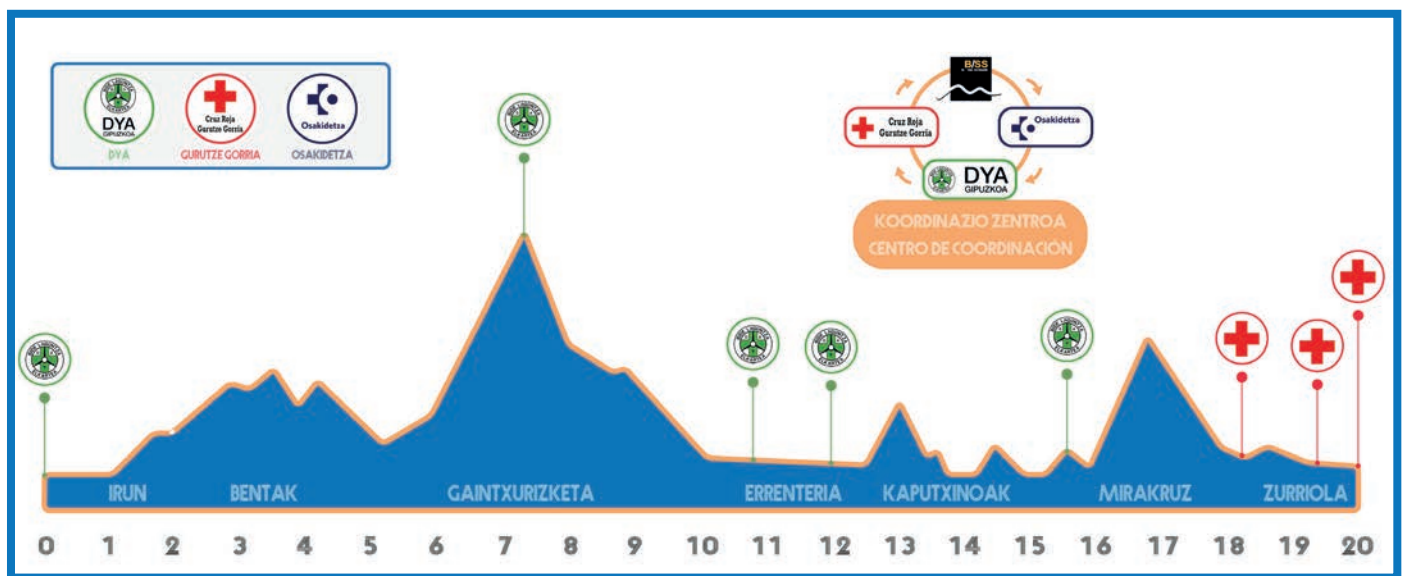 DYA
GIPUZKOA
DYA
Cruz Roja
Gurutze Gorria
GURUTZE GORRIA
Osakidetza
OSAKIDETZA
B/SS
Cruz Roja
Gurutze Gorria
Osakidetza
DYA
GIPUZKOA
KOORDINAZIO ZENTROA
CENTRO DE COORDINACIÓN
IRUN BENTAK GAINTXURIZKETA ERRENTERIA KAPUTXINOAK MIRAKRUZ ZURRIOLA
0 1 2 3 4 5 6 7 8 9 10 11 12 13 14 15 16 17 18 19 20